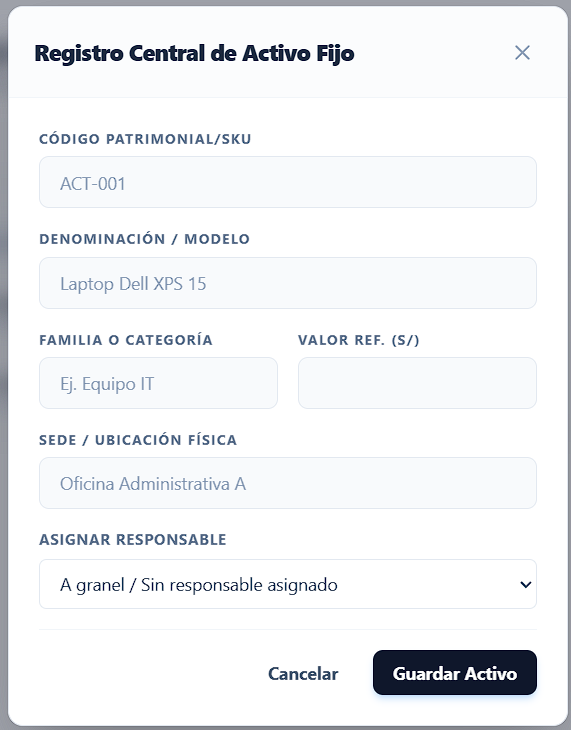 Registro Central de Activo Fijo
CÓDIGO PATRIMONIAL/SKU
ACT-001
DENOMINACIÓN / MODELO
Laptop Dell XPS 15
FAMILIA O CATEGORÍA
VALOR REF. (S/)
Ej. Equipo IT
SEDE / UBICACIÓN FÍSICA
Oficina Administrativa A
ASIGNAR RESPONSABLE
A granel / Sin responsable asignado
Cancelar
Guardar Activo